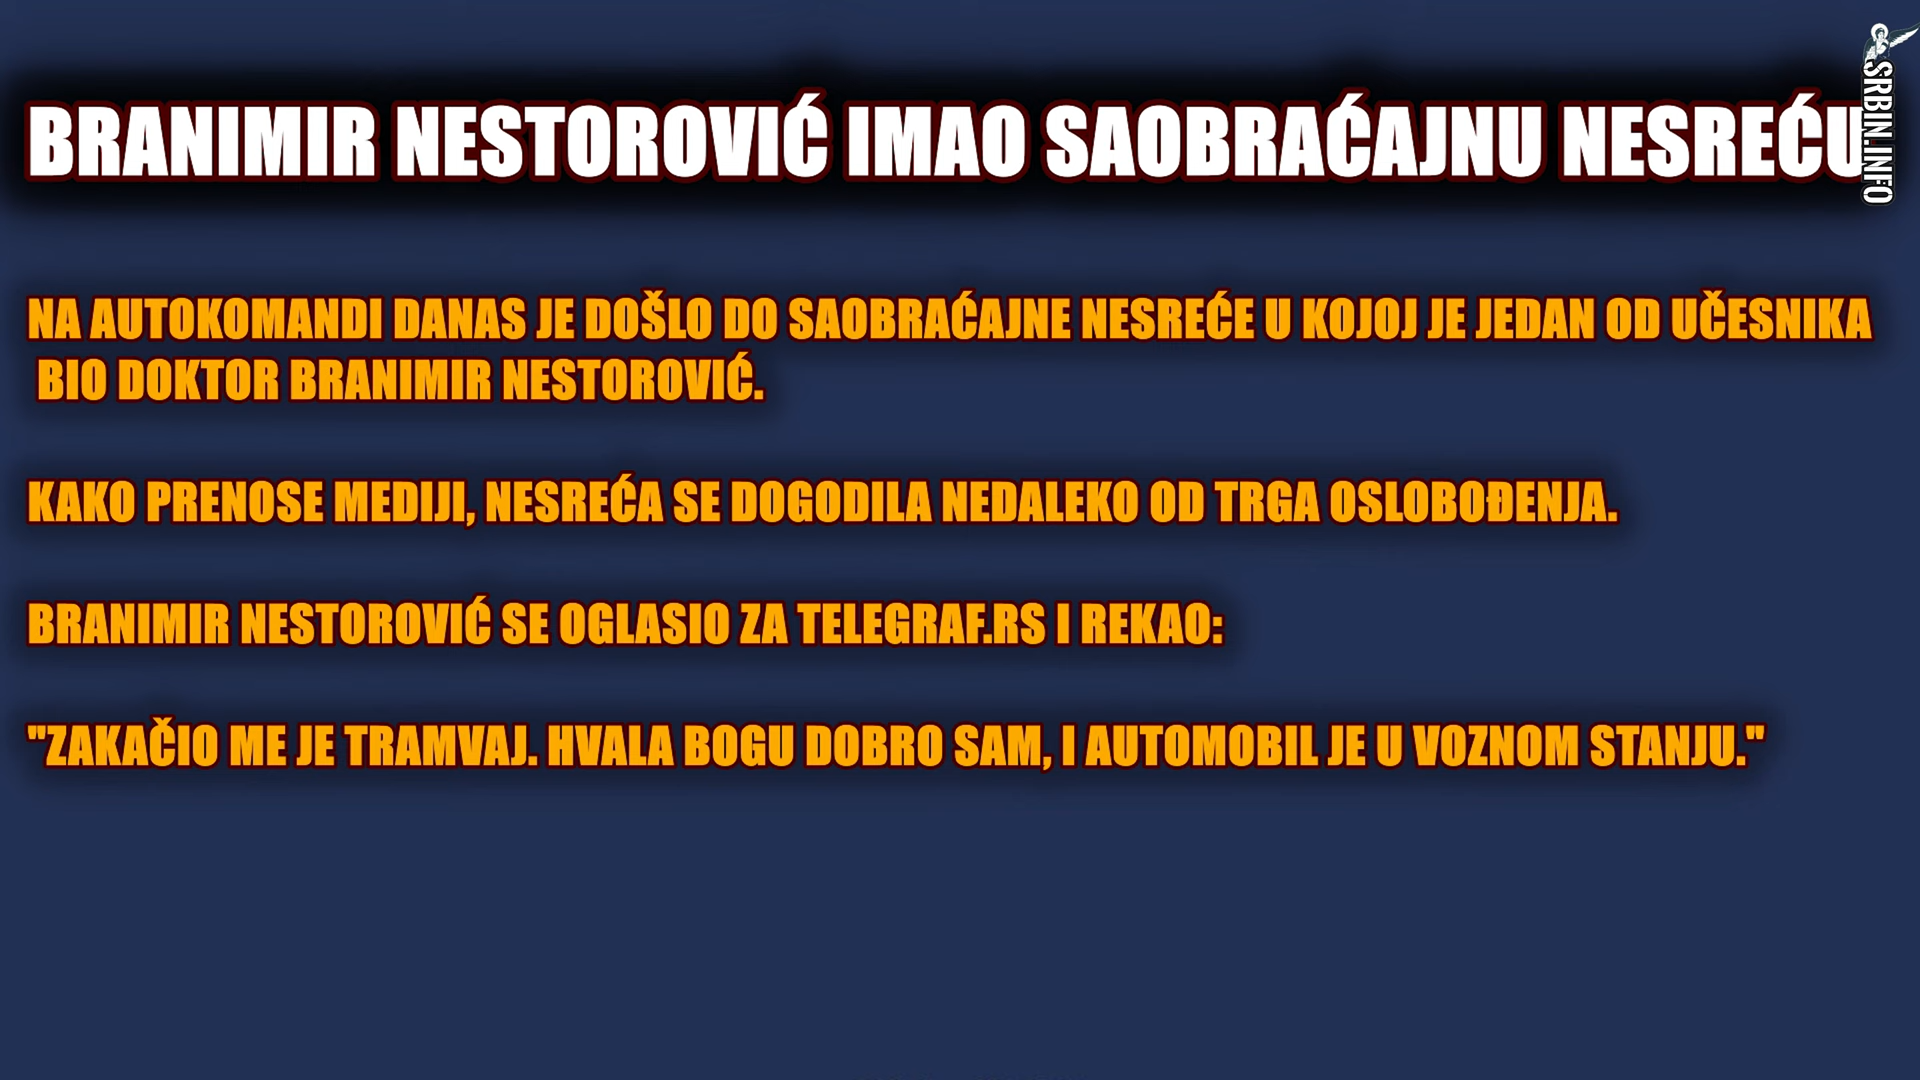 BRANIMIR NESTOROVIĆ IMAO SAOBRAĆAJNU NESREĆU
SRBIN.INFO
NA AUTOKOMANDI DANAS JE DOŠLO DO SAOBRAĆAJNE NESREĆE U KOJOJ JE JEDAN OD UČESNIKA
BIO DOKTOR BRANIMIR NESTOROVIĆ.
KAKO PRENOSE MEDIJI, NESREĆA SE DOGODILA NEDALEKO OD TRGA OSLOBOĐENJA.
BRANIMIR NESTOROVIĆ SE OGLASIO ZA TELEGRAF.RS I REKAO:
"ZAKAČIO ME JE TRAMVAJ. HVALA BOGU DOBRO SAM, I AUTOMOBIL JE U VOZNOM STANJU."